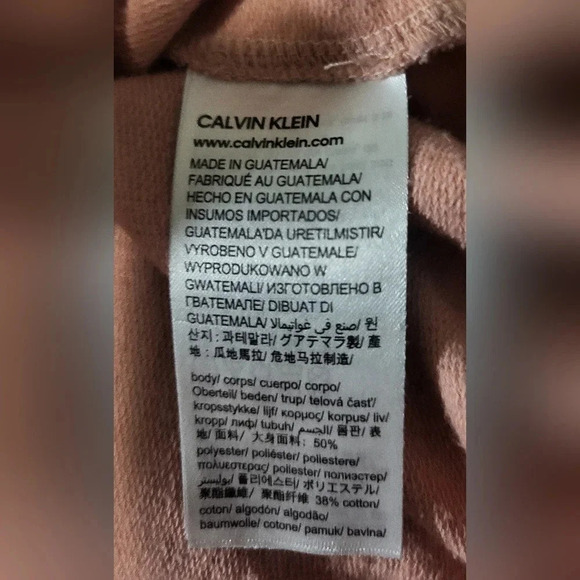 CALVIN KLEIN
www.calvinklein.com
MADE IN GUATEMALA/
FABRIQUÉ AU GUATEMALA/
HECHO EN GUATEMALA CON
INSUMOS IMPORTADOS/
GUATEMALA'DA URETILMISTIR/
VYROBENO V GUATEMALE/
WYPRODUKOWANO W
GWATEMALI/ ИЗГОТОВЛЕНО В
ГВАТЕМАЛЕ/ DIBUAT DI
GUATEMALA/ صنع في غواتيمالا/ 원
산지 : 과테말라/ グアテマラ製/ 產
地 : 瓜地馬拉/ 危地马拉制造/
body/ corps/ cuerpo/ corpo/
Oberteil/ beden/ trup/ telová časť/
kropsstykke/ lijf/ κορμος/ korpus/ liv/
kropp/ лиф/ tubuh/ الجسم/ 몸판/ 表
地/ 面料/ 大身面料: 50%
polyester/ poliéster/ poliestere/
πολυεστερας/ poliester/ полиэстер/
بوليستر/ 폴리에스터/ ポリエステル/
聚酯纖維/ 聚酯纤维 38% cotton/
coton/ algodón/ algodão/
baumwolle/ cotone/ pamuk/ bavlna/